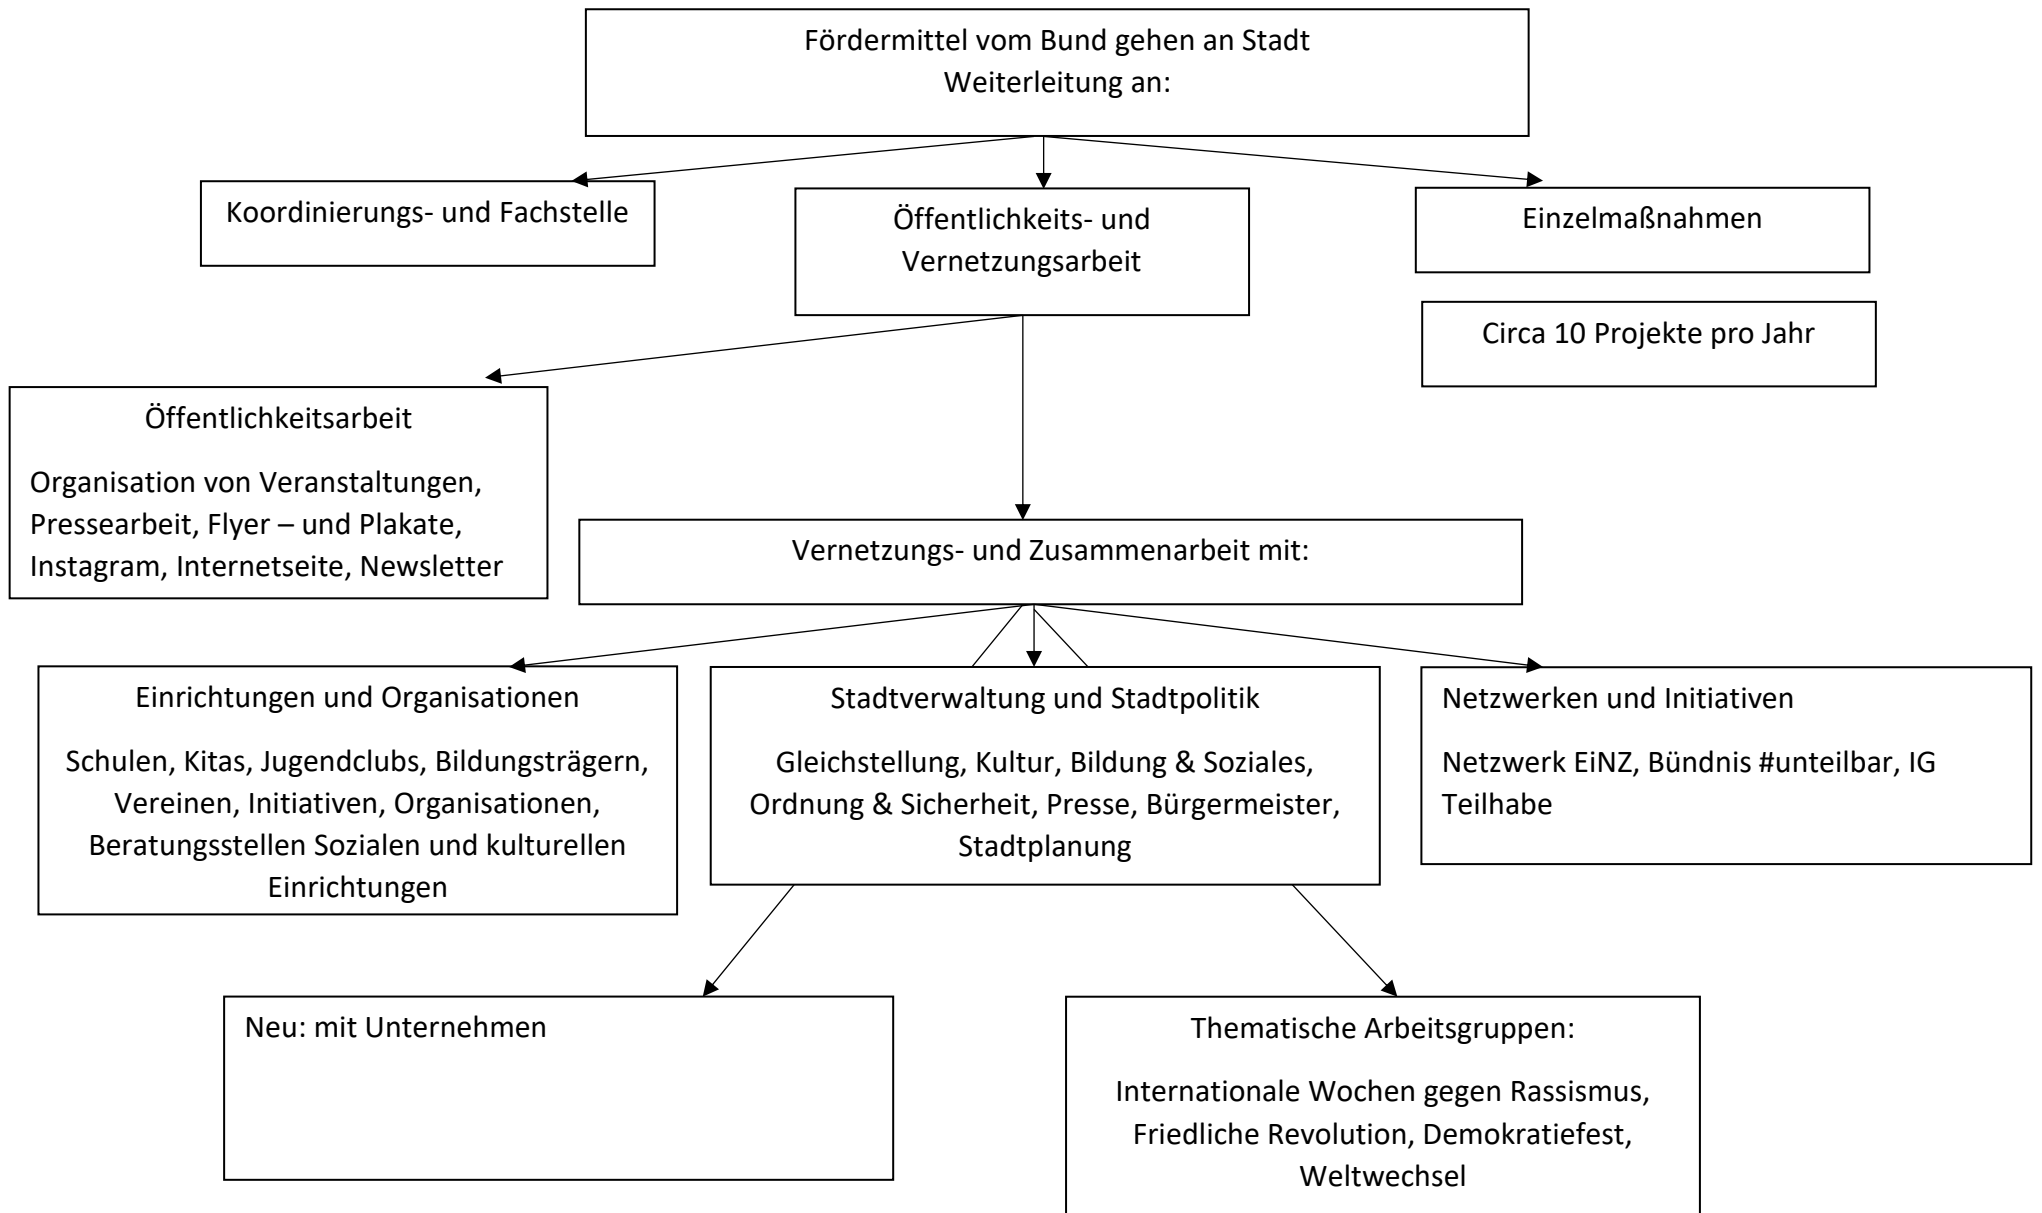 Fördermittel vom Bund gehen an Stadt
Weiterleitung an:
Koordinierungs- und Fachstelle
Öffentlichkeits- und
Vernetzungsarbeit
Einzelmaßnahmen
Circa 10 Projekte pro Jahr
Öffentlichkeitsarbeit
Organisation von Veranstaltungen,
Pressearbeit, Flyer – und Plakate,
Instagram, Internetseite, Newsletter
Vernetzungs- und Zusammenarbeit mit:
Einrichtungen und Organisationen
Schulen, Kitas, Jugendclubs, Bildungsträgern,
Vereinen, Initiativen, Organisationen,
Beratungsstellen Sozialen und kulturellen
Einrichtungen
Stadtverwaltung und Stadtpolitik
Gleichstellung, Kultur, Bildung & Soziales,
Ordnung & Sicherheit, Presse, Bürgermeister,
Stadtplanung
Netzwerken und Initiativen
Netzwerk EiNZ, Bündnis #unteilbar, IG
Teilhabe
Neu: mit Unternehmen
Thematische Arbeitsgruppen:
Internationale Wochen gegen Rassismus,
Friedliche Revolution, Demokratiefest,
Weltwechsel